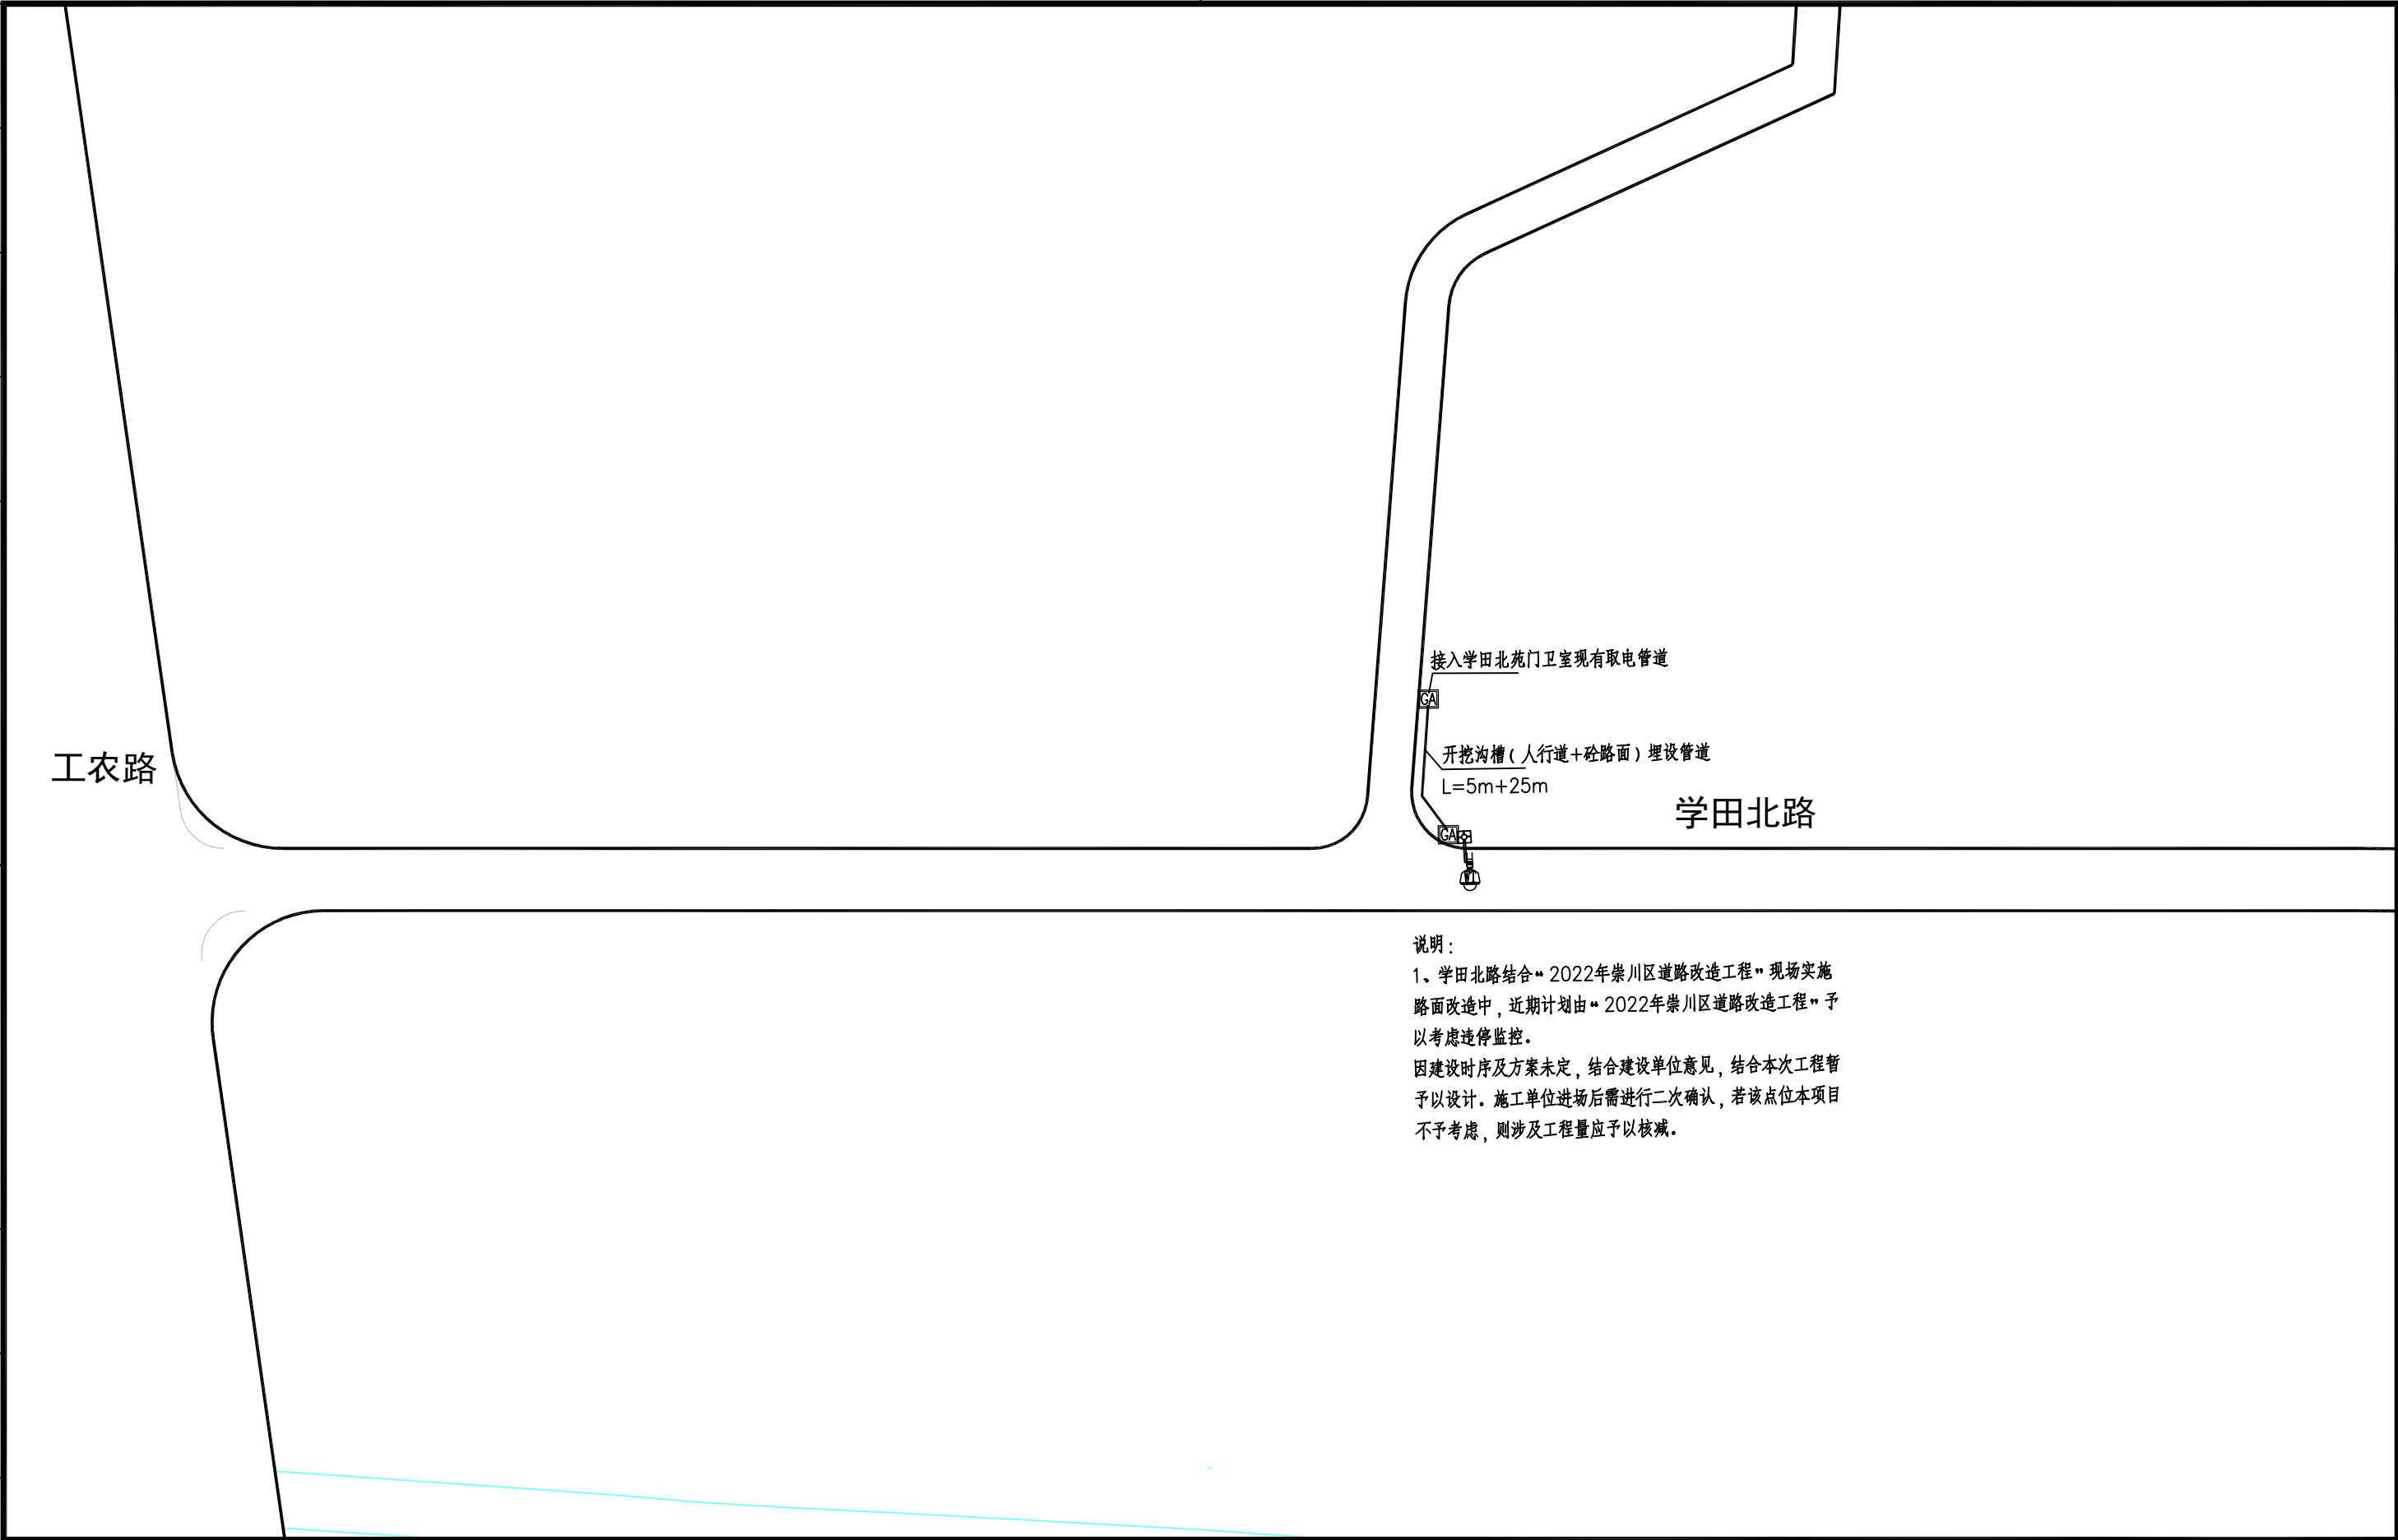 接入学田北苑门卫室现有取电管道
GA
开挖沟槽(人行道+砼路面)埋设管道
L=5m+25m
工农路
学田北路
GA
说明:
1、学田北路结合“2022年崇川区道路改造工程”现场实施
路面改造中,近期计划由“2022年崇川区道路改造工程”予
以考虑违停监控。
因建设时序及方案未定,结合建设单位意见,结合本次工程暂
予以设计。施工单位进场后需进行二次确认,若该点位本项目
不予考虑,则涉及工程量应予以核减。